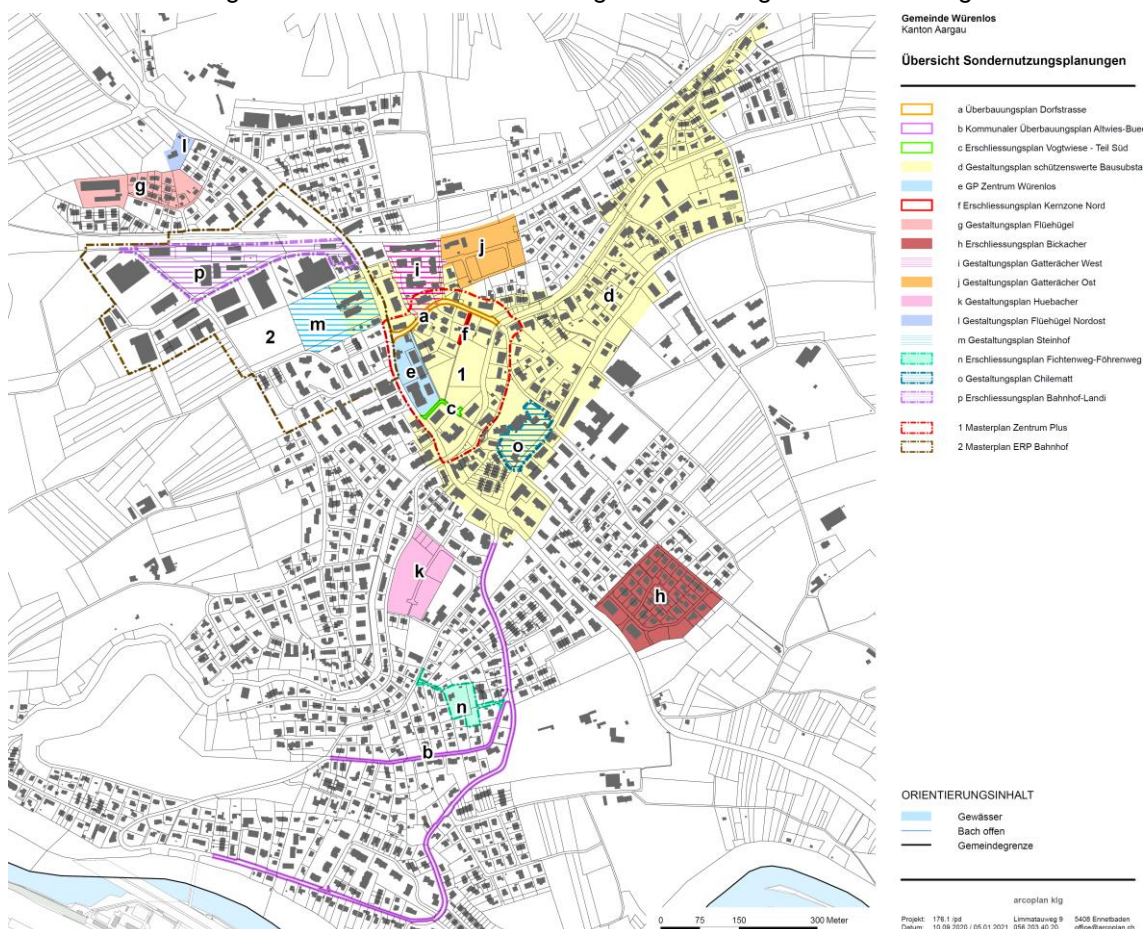 Gemeinde Würenlos
Kanton Aargau
Übersicht Sondernutzungsplanungen
a Überbauungsplan Dorfstrasse
b Kommunaler Überbauungsplan Altwies-Bue
c Erschliessungsplan Vogtwiese - Teil Süd
d Gestaltungsplan schützenswerte Bausubsta
e GP Zentrum Würenlos
f Erschliessungsplan Kernzone Nord
g Gestaltungsplan Flüehügel
h Erschliessungsplan Bickacher
i Gestaltungsplan Gatterächer West
j Gestaltungsplan Gatterächer Ost
k Gestaltungsplan Huebacher
l Gestaltungsplan Flüehügel Nordost
m Gestaltungsplan Steinhof
n Erschliessungsplan Fichtenweg-Föhrenweg
o Gestaltungsplan Chilematt
p Erschliessungsplan Bahnhof-Landi
1 Masterplan Zentrum Plus
2 Masterplan ERP Bahnhof
l
g
j
p
i
d
a
m
2
f
1
e
c
o
k
h
n
b
ORIENTIERUNGSINHALT
Gewässer
Bach offen
Gemeindegrenze
0 75 150 300 Meter
arcoplan klg
Projekt: 176.1 /pd Limmatauweg 9 5408 Ennetbaden
Datum: 10.09.2020 / 05.01.2021 056 203 40 20 office@arcoplan.ch